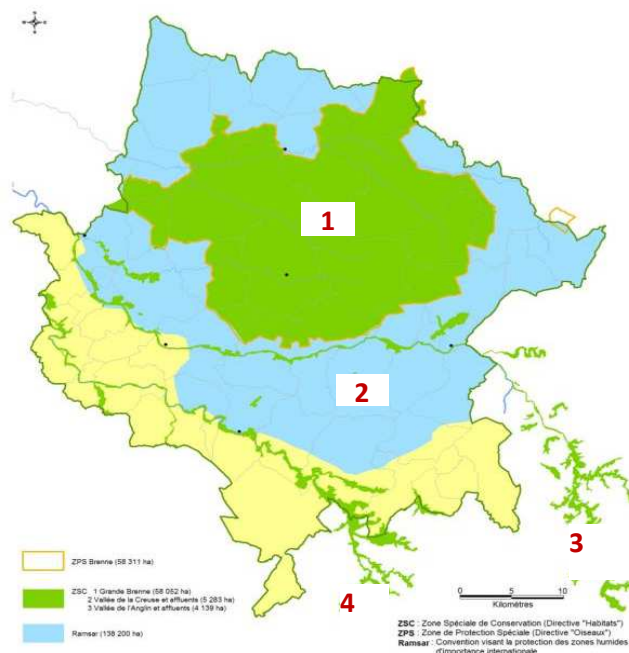 1
2
3
4
ZPS Brenne (58 311 ha)
ZSC 1 Grande Brenne (58 052 ha)
2 Vallée de la Creuse et affluents (5 283 ha)
3 Vallée de l'Anglin et affluents (4 139 ha)
Ramsar (138 200 ha)
0 5 10
Kilomètres
ZSC : Zone Spéciale de Conservation (Directive "Habitats")
ZPS : Zone de Protection Spéciale (Directive "Oiseaux")
Ramsar : Convention visant la protection des zones humides
d'importance internationale